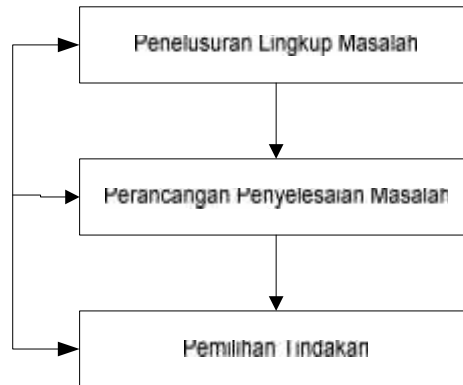 Penelusuran Lingkup Masalah
Perancangan Penyelesaian Masalah
Pemilihan Tindakan